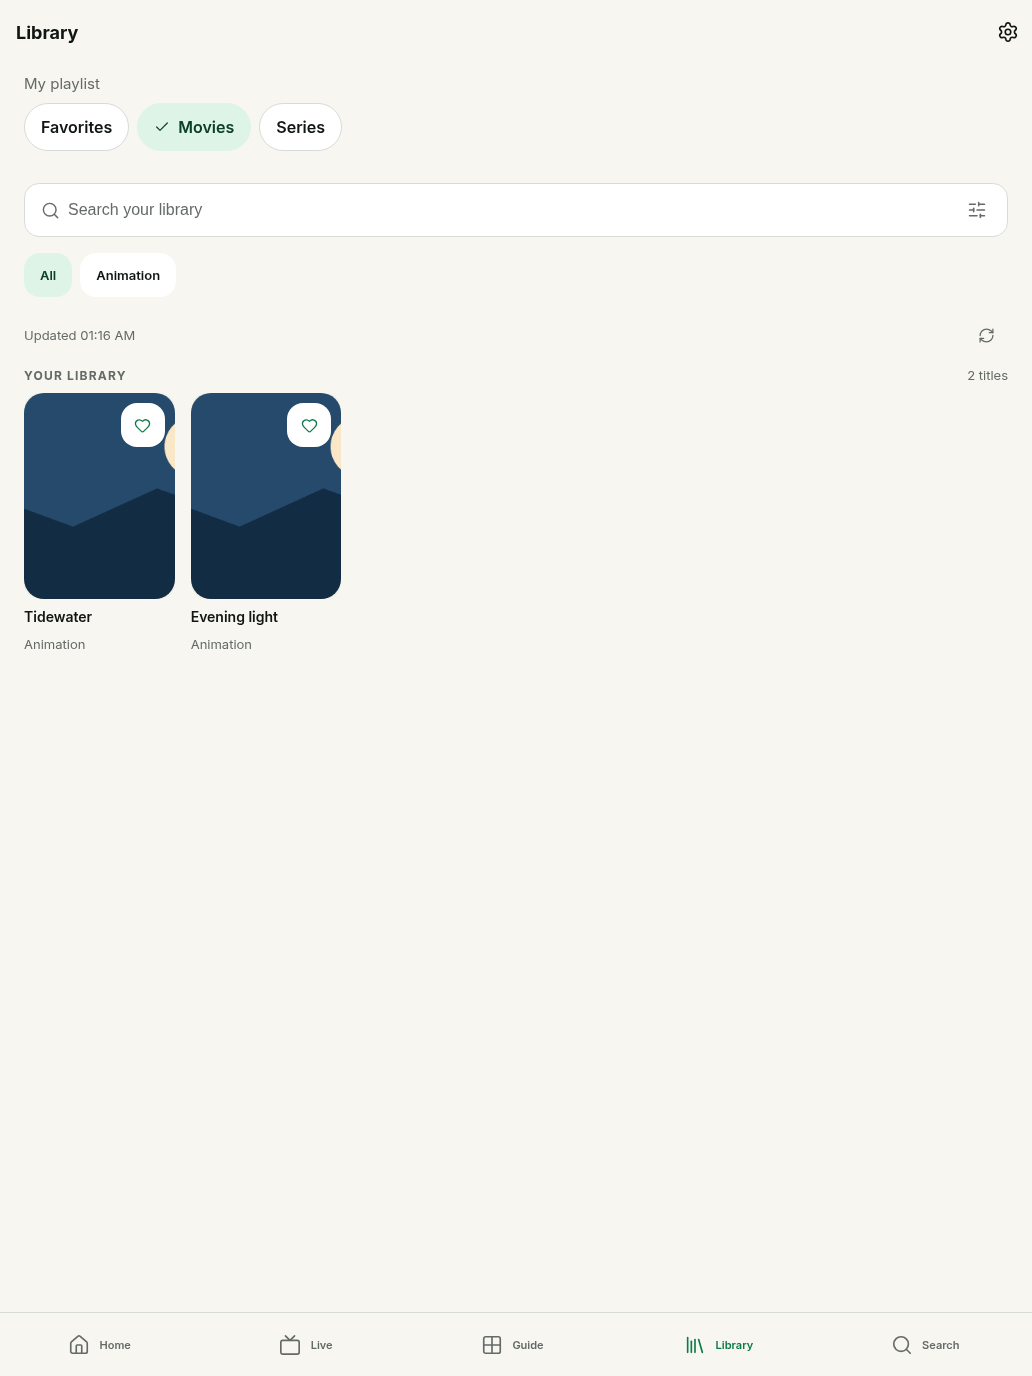 Library
My playlist
Favorites
Movies
Series
Search your library
All
Animation
Updated 01:16 AM
YOUR LIBRARY
2 titles
Tidewater
Evening light
Animation
Animation
Home
Live
Guide
Library
Search